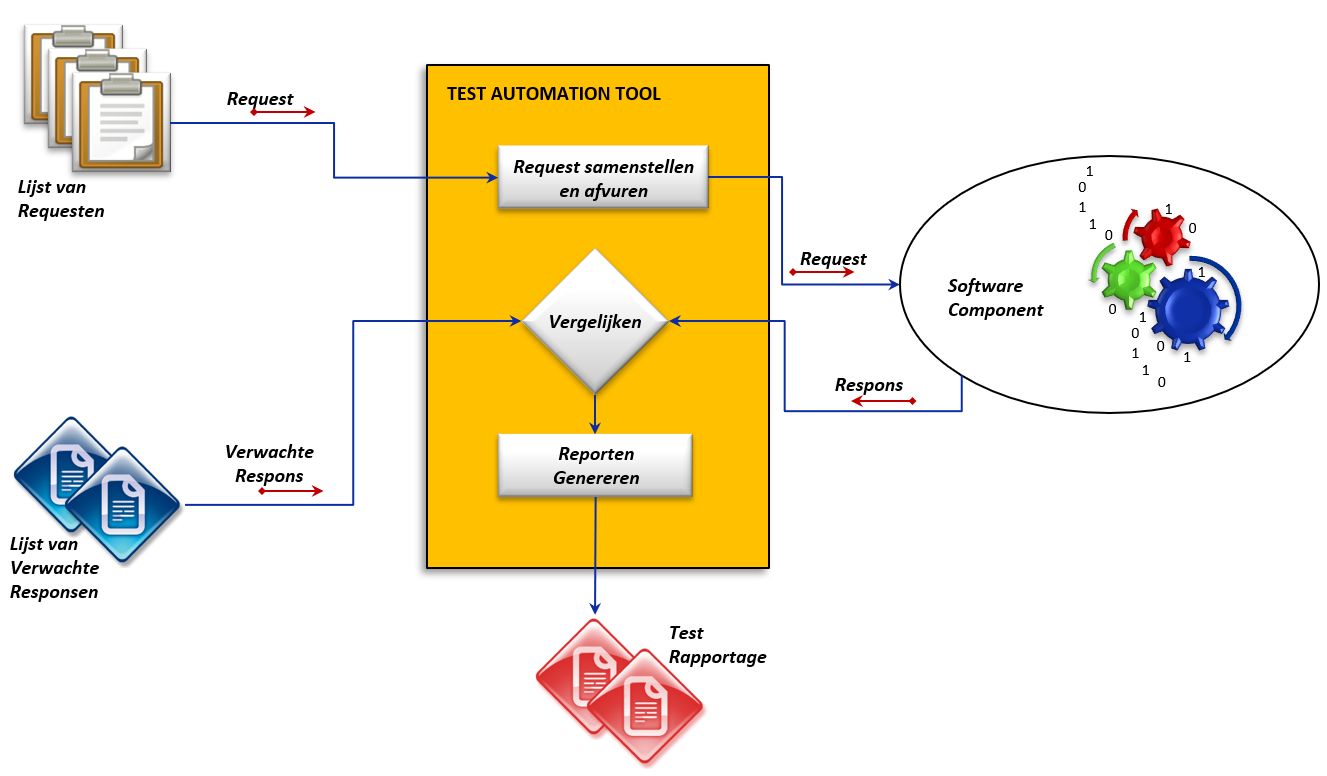 Request
Lijst van
Requesten
TEST AUTOMATION TOOL
Request samenstellen
en afvuren
Request
Software
Component
1
0
1
1
0
1
0
1
0
1
0
0
1
1
1
0
Vergelijken
Respons
Verwachte
Respons
Reporten
Genereren
Lijst van
Verwachte
Responsen
Test
Rapportage